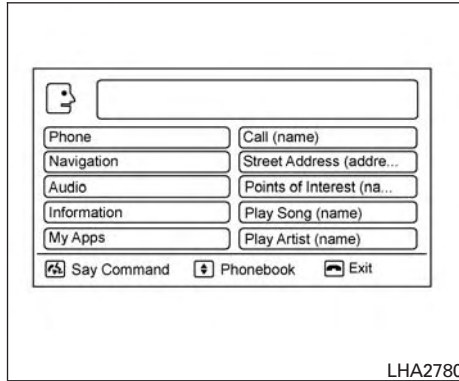 Phone Call (name)
Navigation Street Address (addre...
Audio Points of Interest (na...
Information Play Song (name)
My Apps Play Artist (name)
Say Command Phonebook Exit
LHA2780